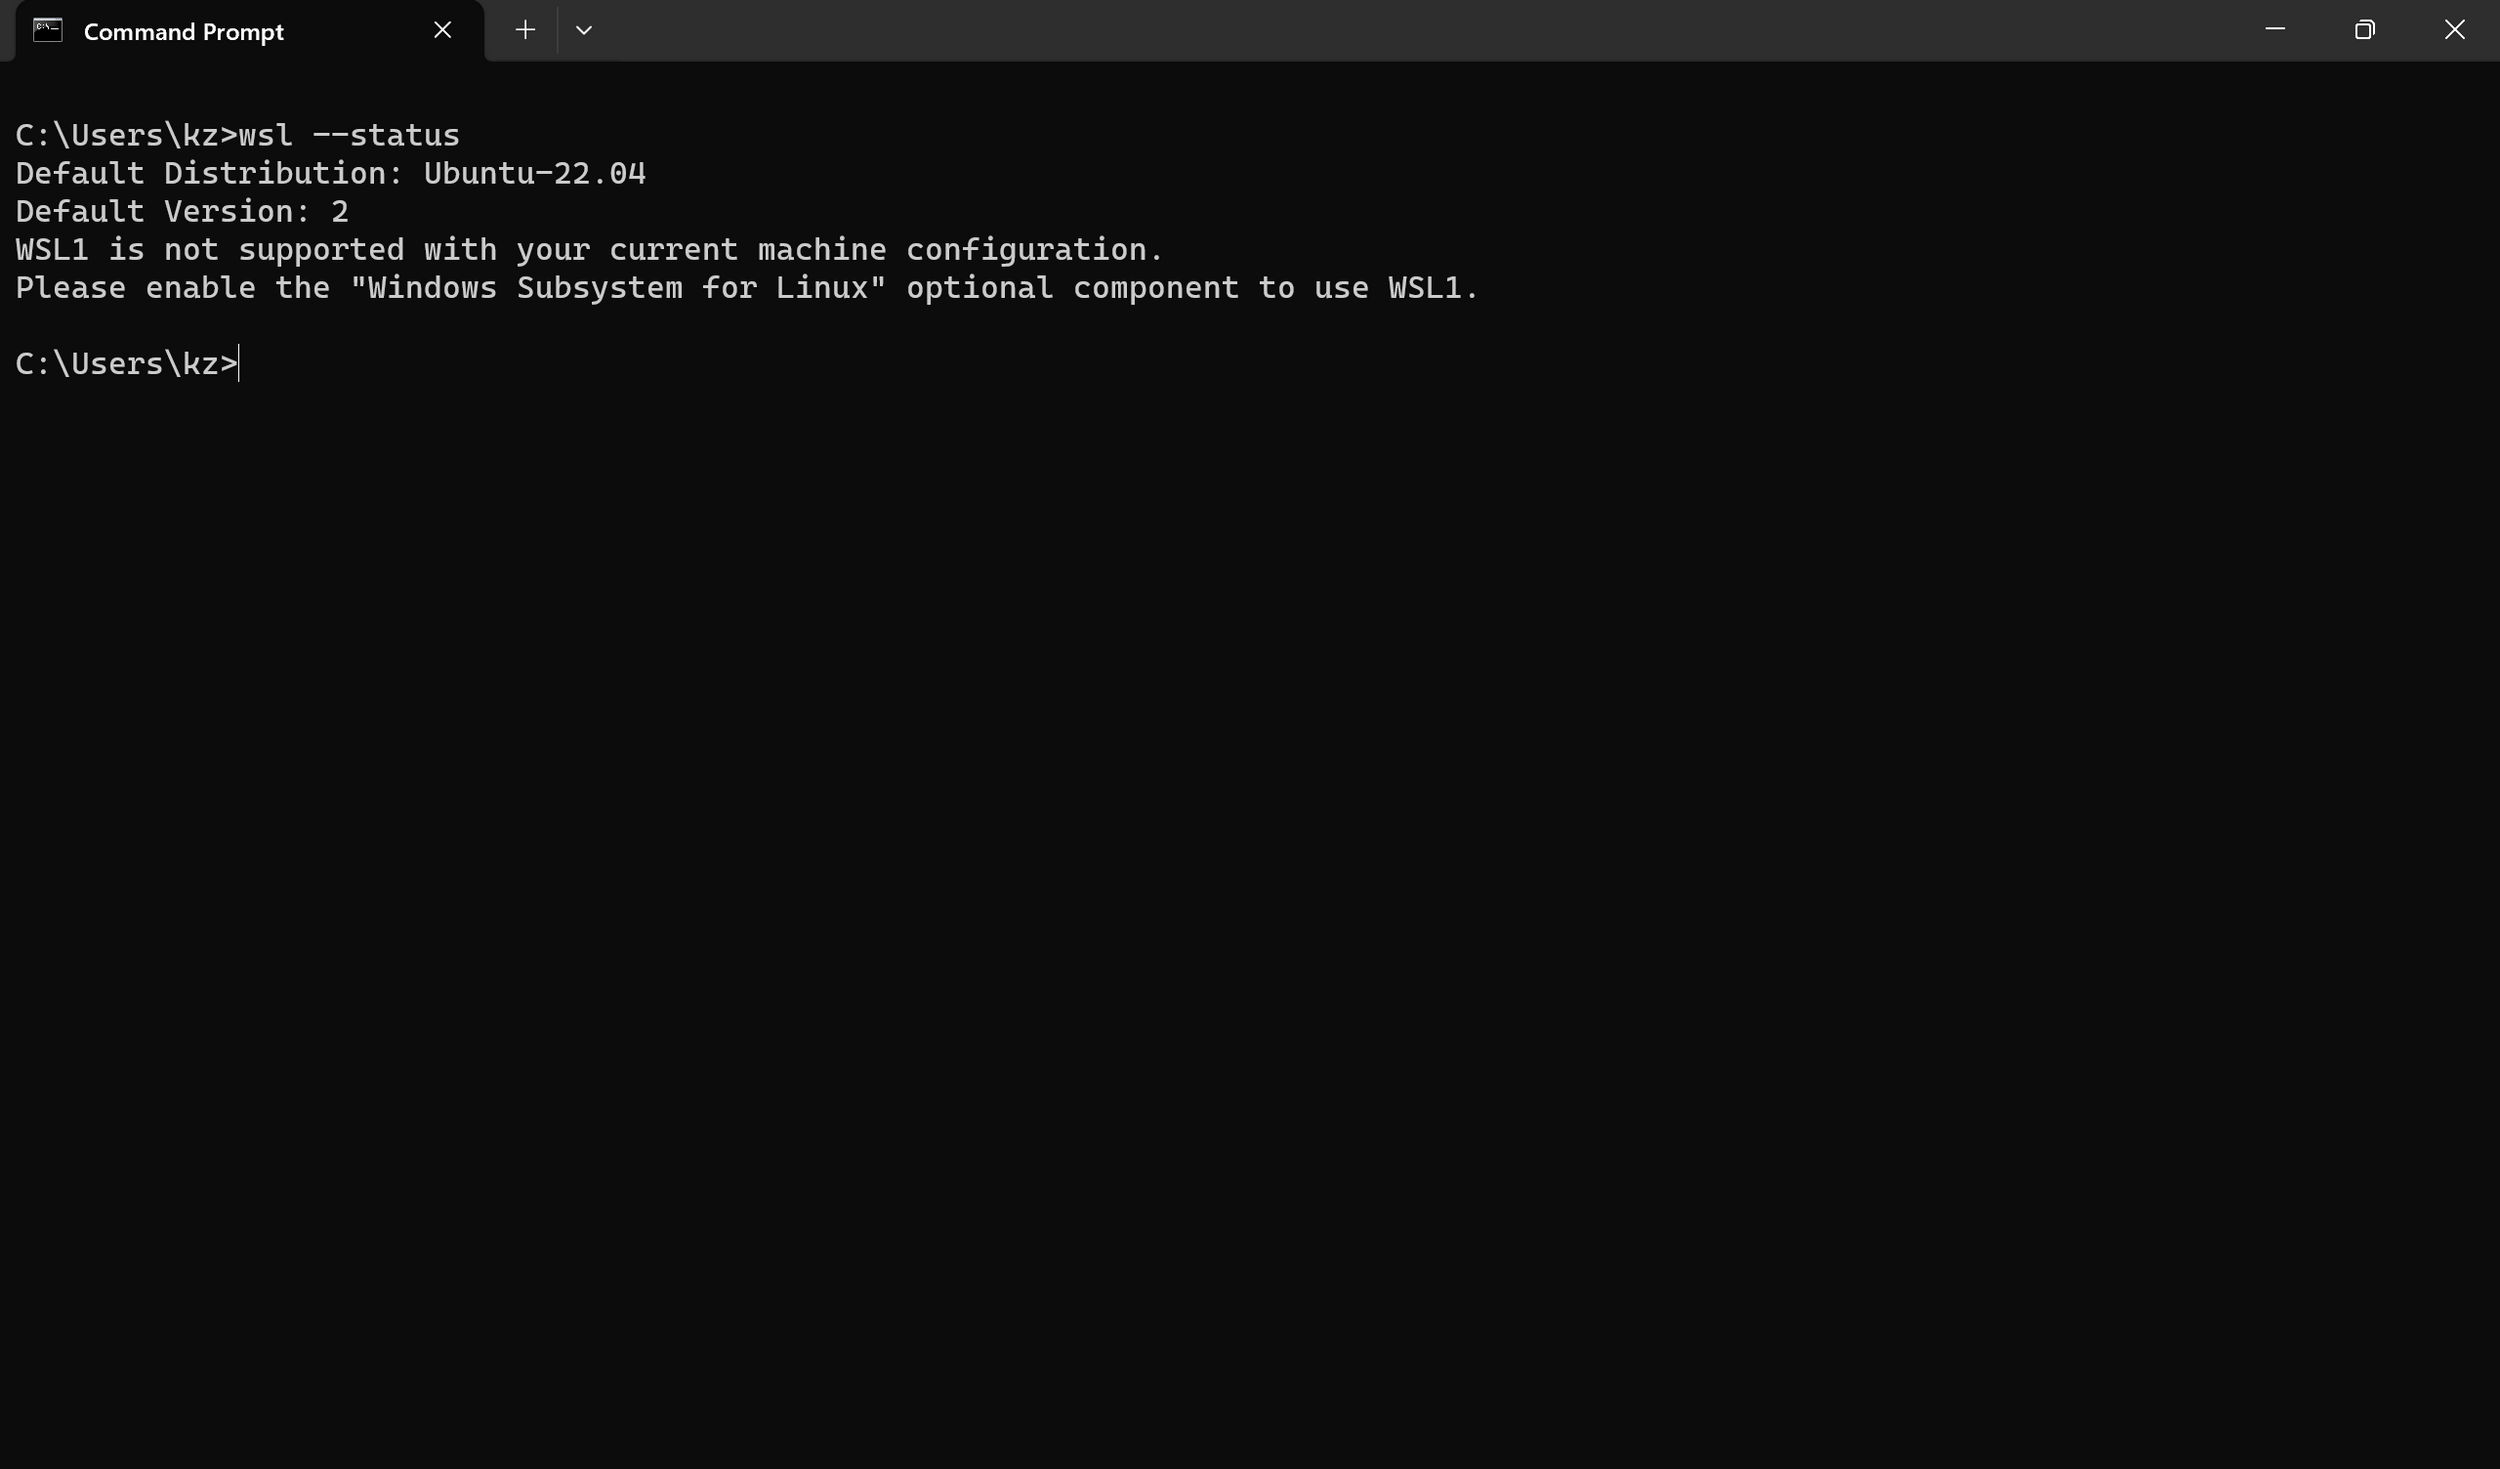 Command Prompt
C:\Users\kz>wsl --status
Default Distribution: Ubuntu-22.04
Default Version: 2
WSL1 is not supported with your current machine configuration.
Please enable the "Windows Subsystem for Linux" optional component to use WSL1.
C:\Users\kz>